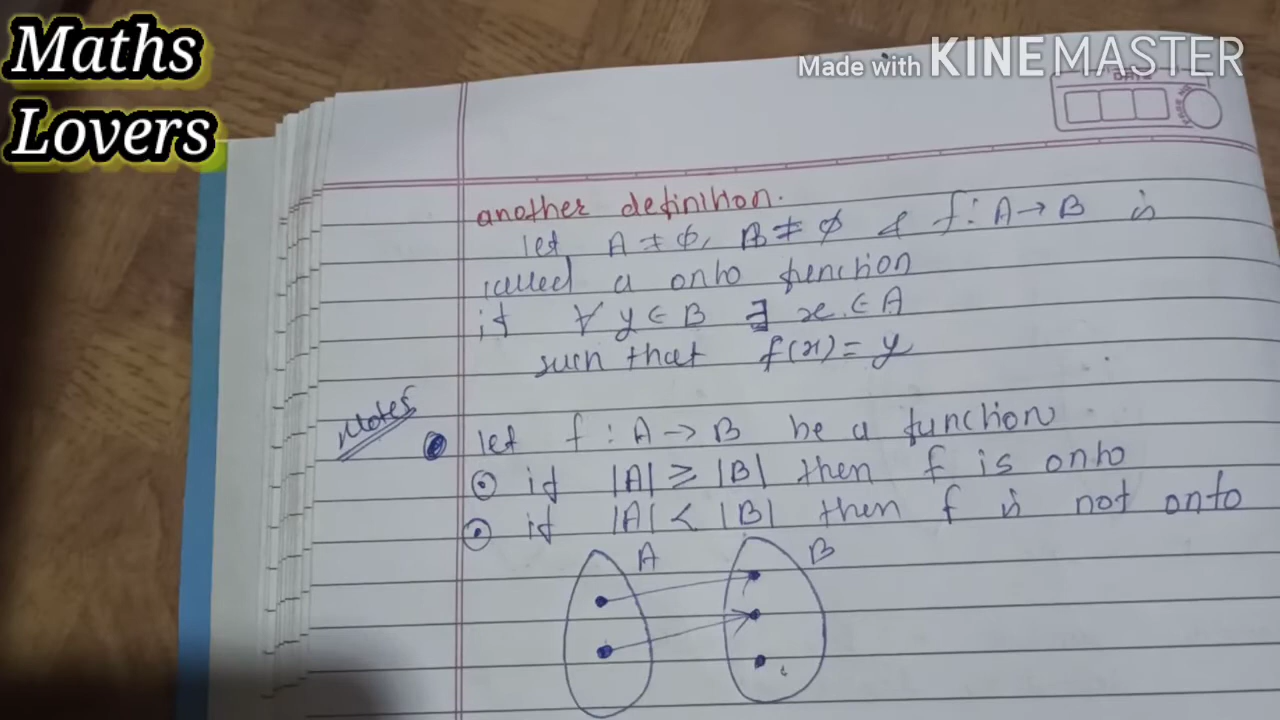 Maths
Lovers
Made with KINEMASTER
DATE
another definition.
let A ≠ ϕ, B ≠ ϕ & f : A → B is
called a onto function
if ∀ y ∈ B ∃ x ∈ A
such that f(x) = y
Notes
let f : A → B be a function
if |A| ≥ |B| then f is onto
if |A| < |B| then f is not onto
A B